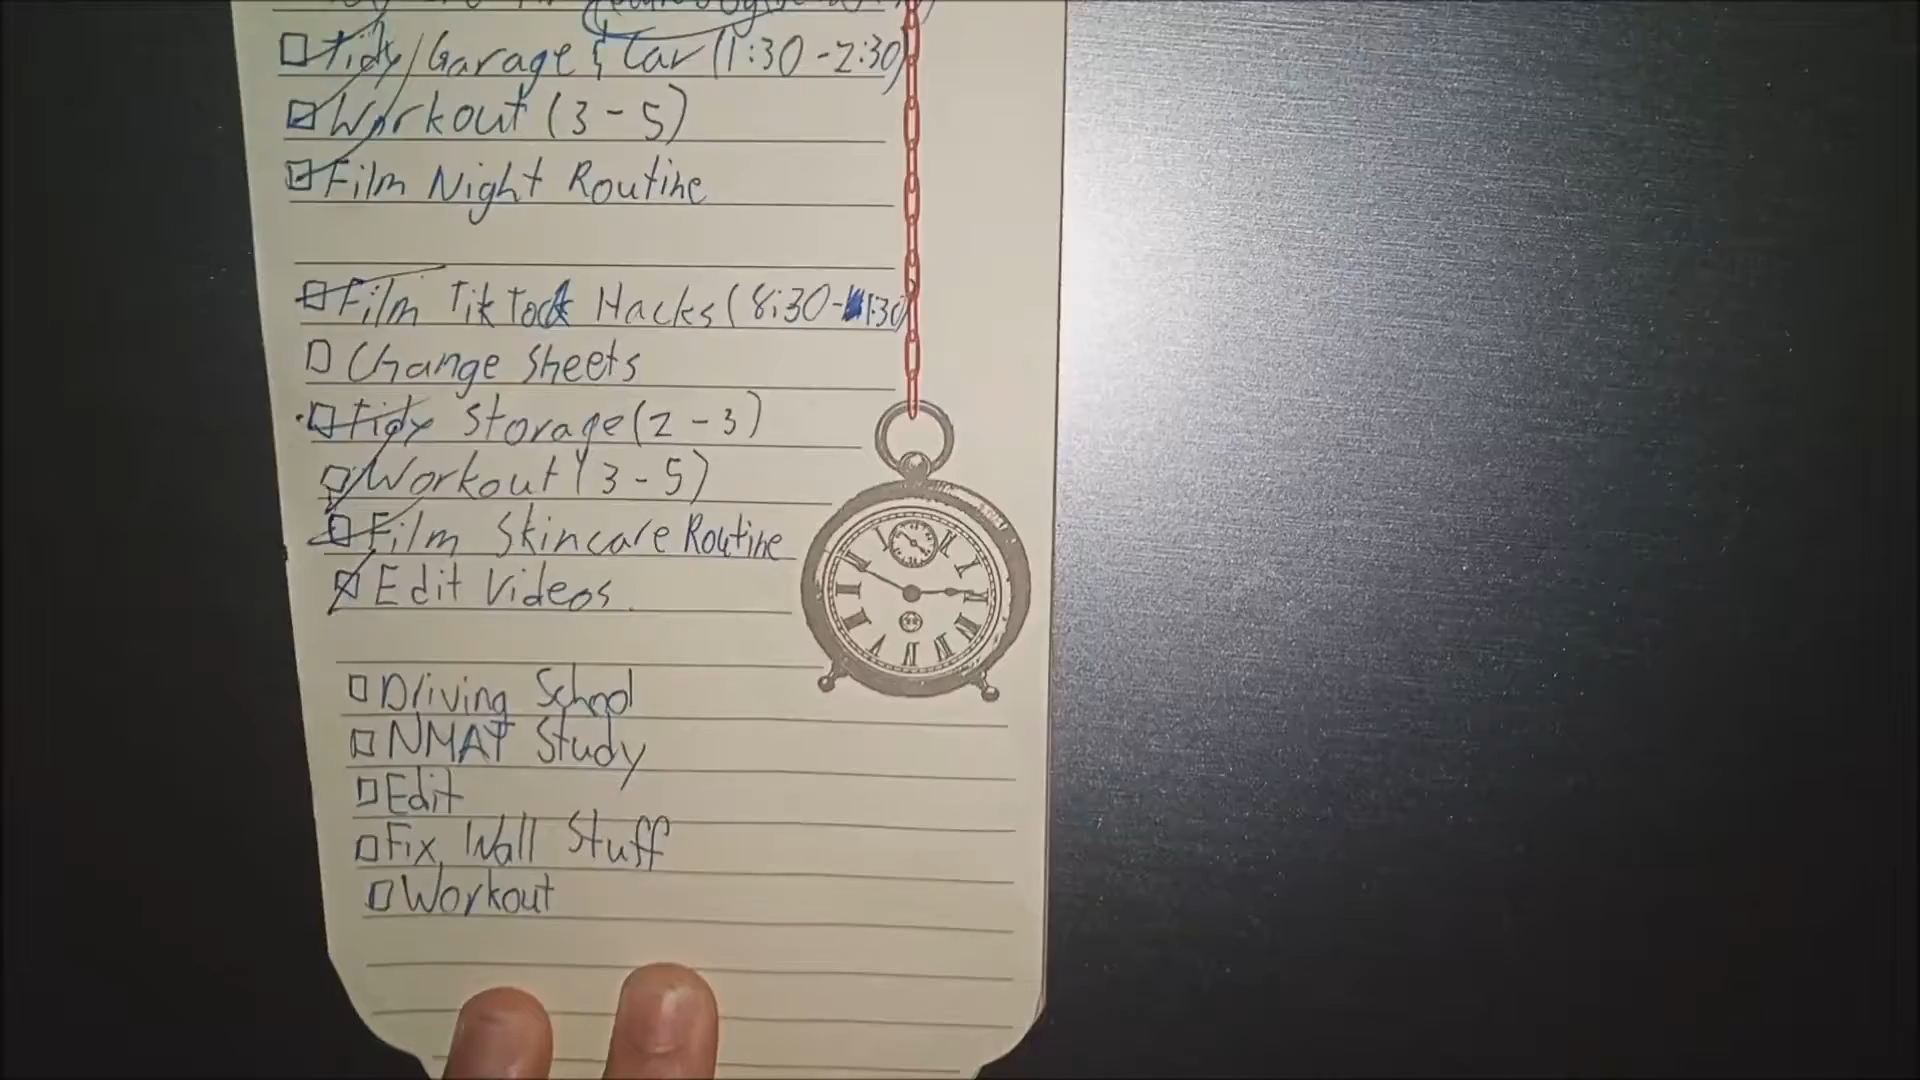 Tidy/Garage & Car (1:30 - 2:30)
Workout (3 - 5)
Film Night Routine
Film TikTok Hacks (8:30 - 1:30)
Change Sheets
Tidy Storage (2 - 3)
Workout (3 - 5)
Film Skincare Routine
Edit Videos.
Driving School
NMAT Study
Edit
Fix Wall Stuff
Workout